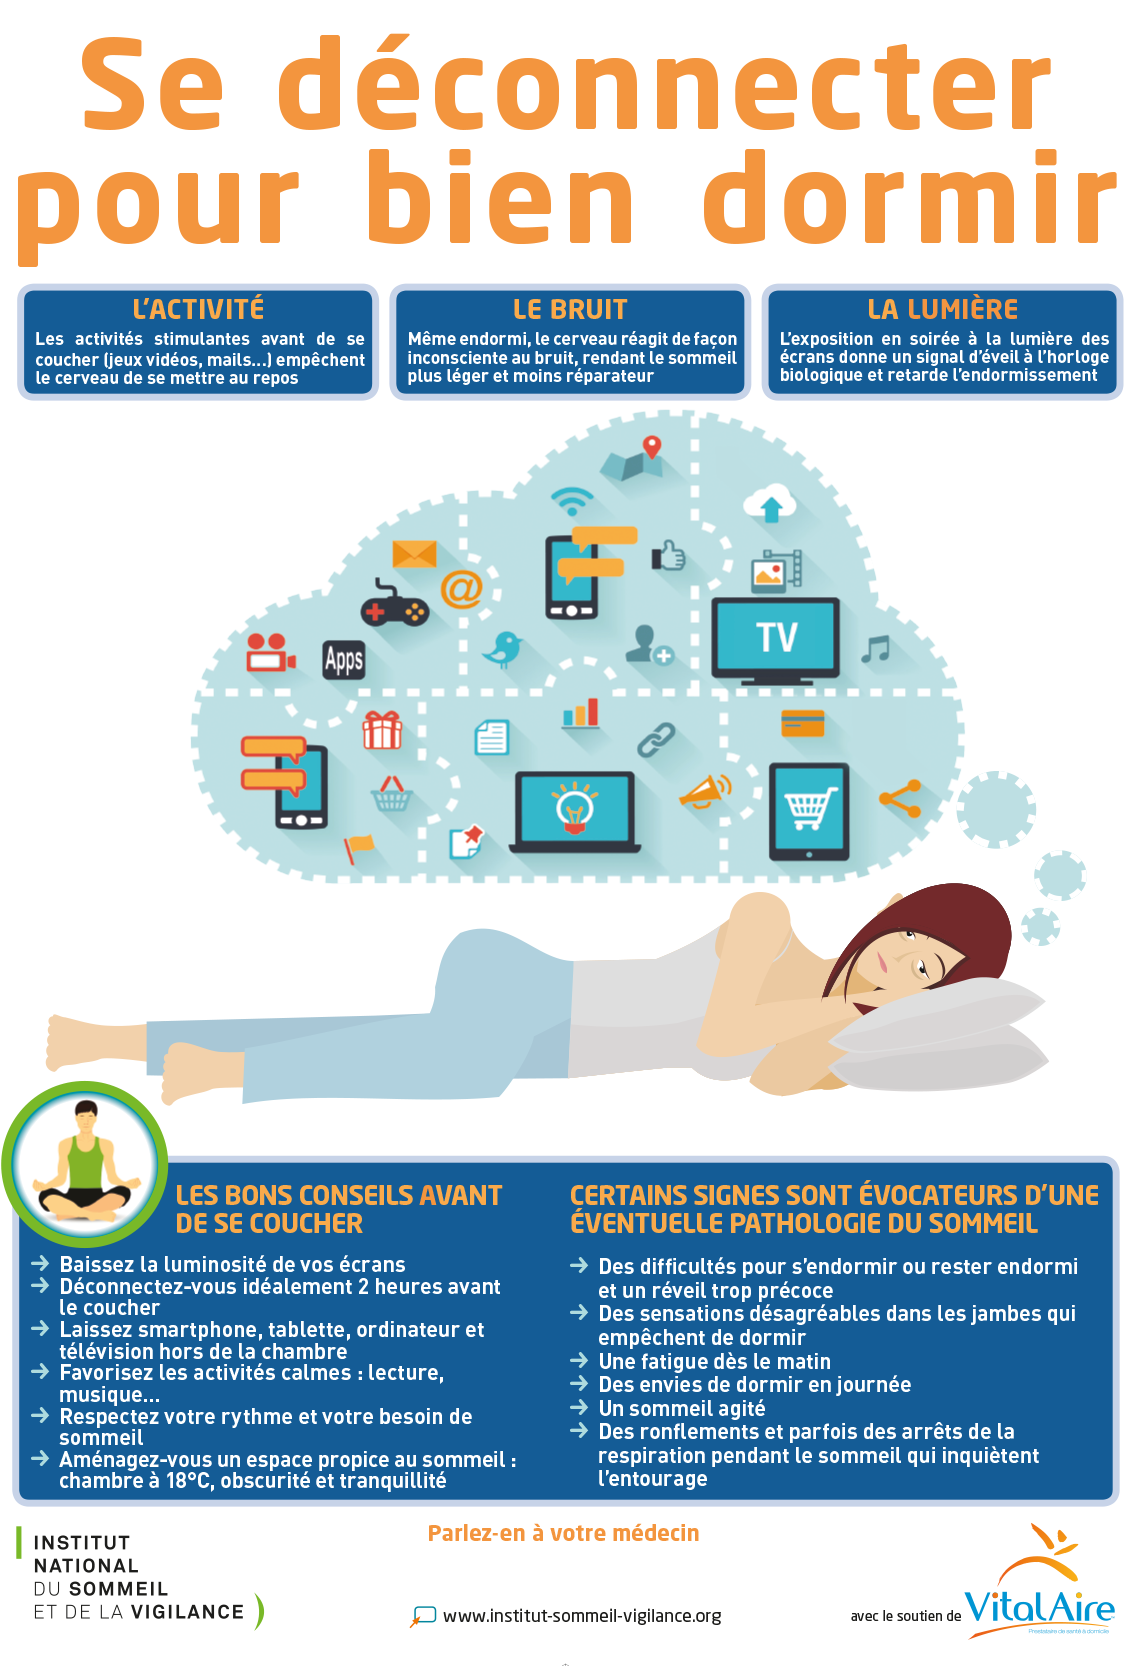 Se déconnecter
pour bien dormir
L'ACTIVITÉ
Les activités stimulantes avant de se
coucher (jeux vidéos, mails...) empêchent
le cerveau de se mettre au repos
LE BRUIT
Même endormi, le cerveau réagit de façon
inconsciente au bruit, rendant le sommeil
plus léger et moins réparateur
LA LUMIÈRE
L'exposition en soirée à la lumière des
écrans donne un signal d'éveil à l'horloge
biologique et retarde l'endormissement
@
Apps
TV
LES BONS CONSEILS AVANT
DE SE COUCHER
Baissez la luminosité de vos écrans
Déconnectez-vous idéalement 2 heures avant
le coucher
Laissez smartphone, tablette, ordinateur et
télévision hors de la chambre
Favorisez les activités calmes : lecture,
musique...
Respectez votre rythme et votre besoin de
sommeil
Aménagez-vous un espace propice au sommeil :
chambre à 18°C, obscurité et tranquillité
CERTAINS SIGNES SONT ÉVOCATEURS D'UNE
ÉVENTUELLE PATHOLOGIE DU SOMMEIL
Des difficultés pour s'endormir ou rester endormi
et un réveil trop précoce
Des sensations désagréables dans les jambes qui
empêchent de dormir
Une fatigue dès le matin
Des envies de dormir en journée
Un sommeil agité
Des ronflements et parfois des arrêts de la
respiration pendant le sommeil qui inquiètent
l'entourage
Parlez-en à votre médecin
INSTITUT
NATIONAL
DU SOMMEIL
ET DE LA VIGILANCE
www.institut-sommeil-vigilance.org
avec le soutien de
VitalAire
Prestataire de santé à domicile